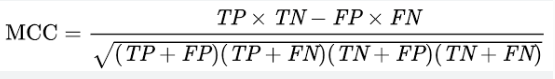 MCC = TP × TN – FP × FN / √(TP + FP)(TP + FN)(TN + FP)(TN + FN)